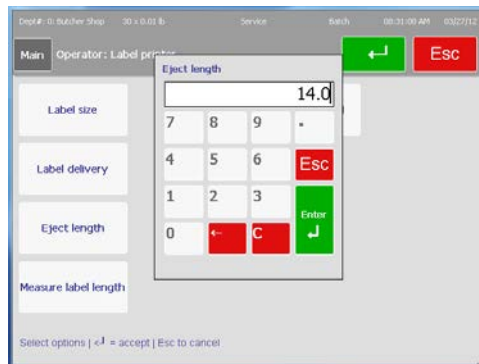 Dept#: 0: Butcher Shop 30 x 0.01 lb Service Batch 08:31:00 AM 03/27/12
Main Operator: Label printer
Esc
Eject length
14.0
Label size
7 8 9 .
Label delivery
4 5 6 Esc
1 2 3
Enter
Eject length
0 ← C
Measure label length
Select options | ↵ = accept | Esc to cancel